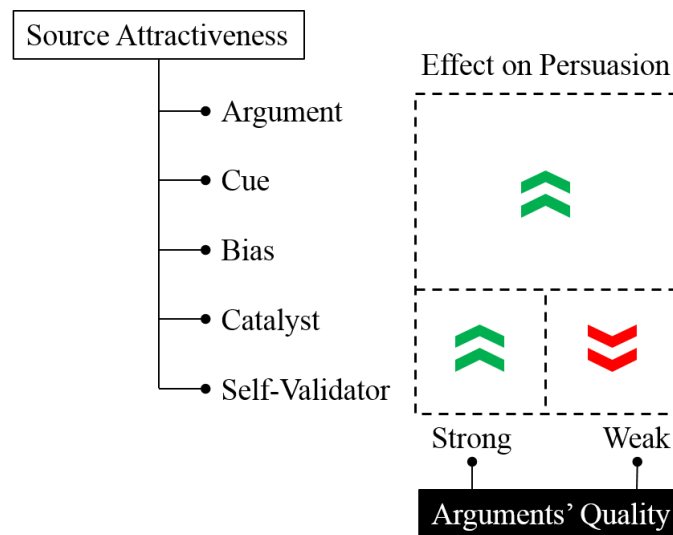 Source Attractiveness
Effect on Persuasion
Argument
Cue
Bias
Catalyst
Self-Validator
Strong
Weak
Arguments’ Quality